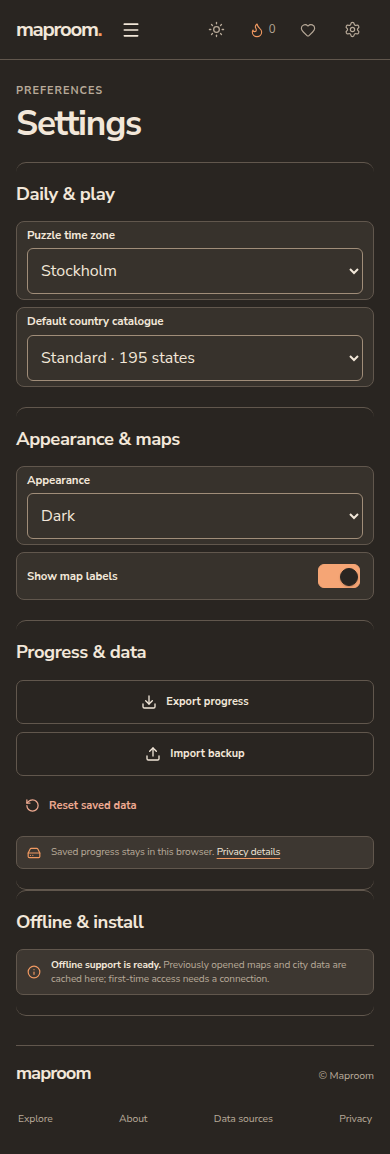 maproom.
0
PREFERENCES
Settings
Daily & play
Puzzle time zone
Stockholm
Default country catalogue
Standard · 195 states
Appearance & maps
Appearance
Dark
Show map labels
Progress & data
Export progress
Import backup
Reset saved data
Saved progress stays in this browser. Privacy details
Offline & install
Offline support is ready. Previously opened maps and city data are
cached here; first-time access needs a connection.
maproom
© Maproom
Explore About Data sources Privacy